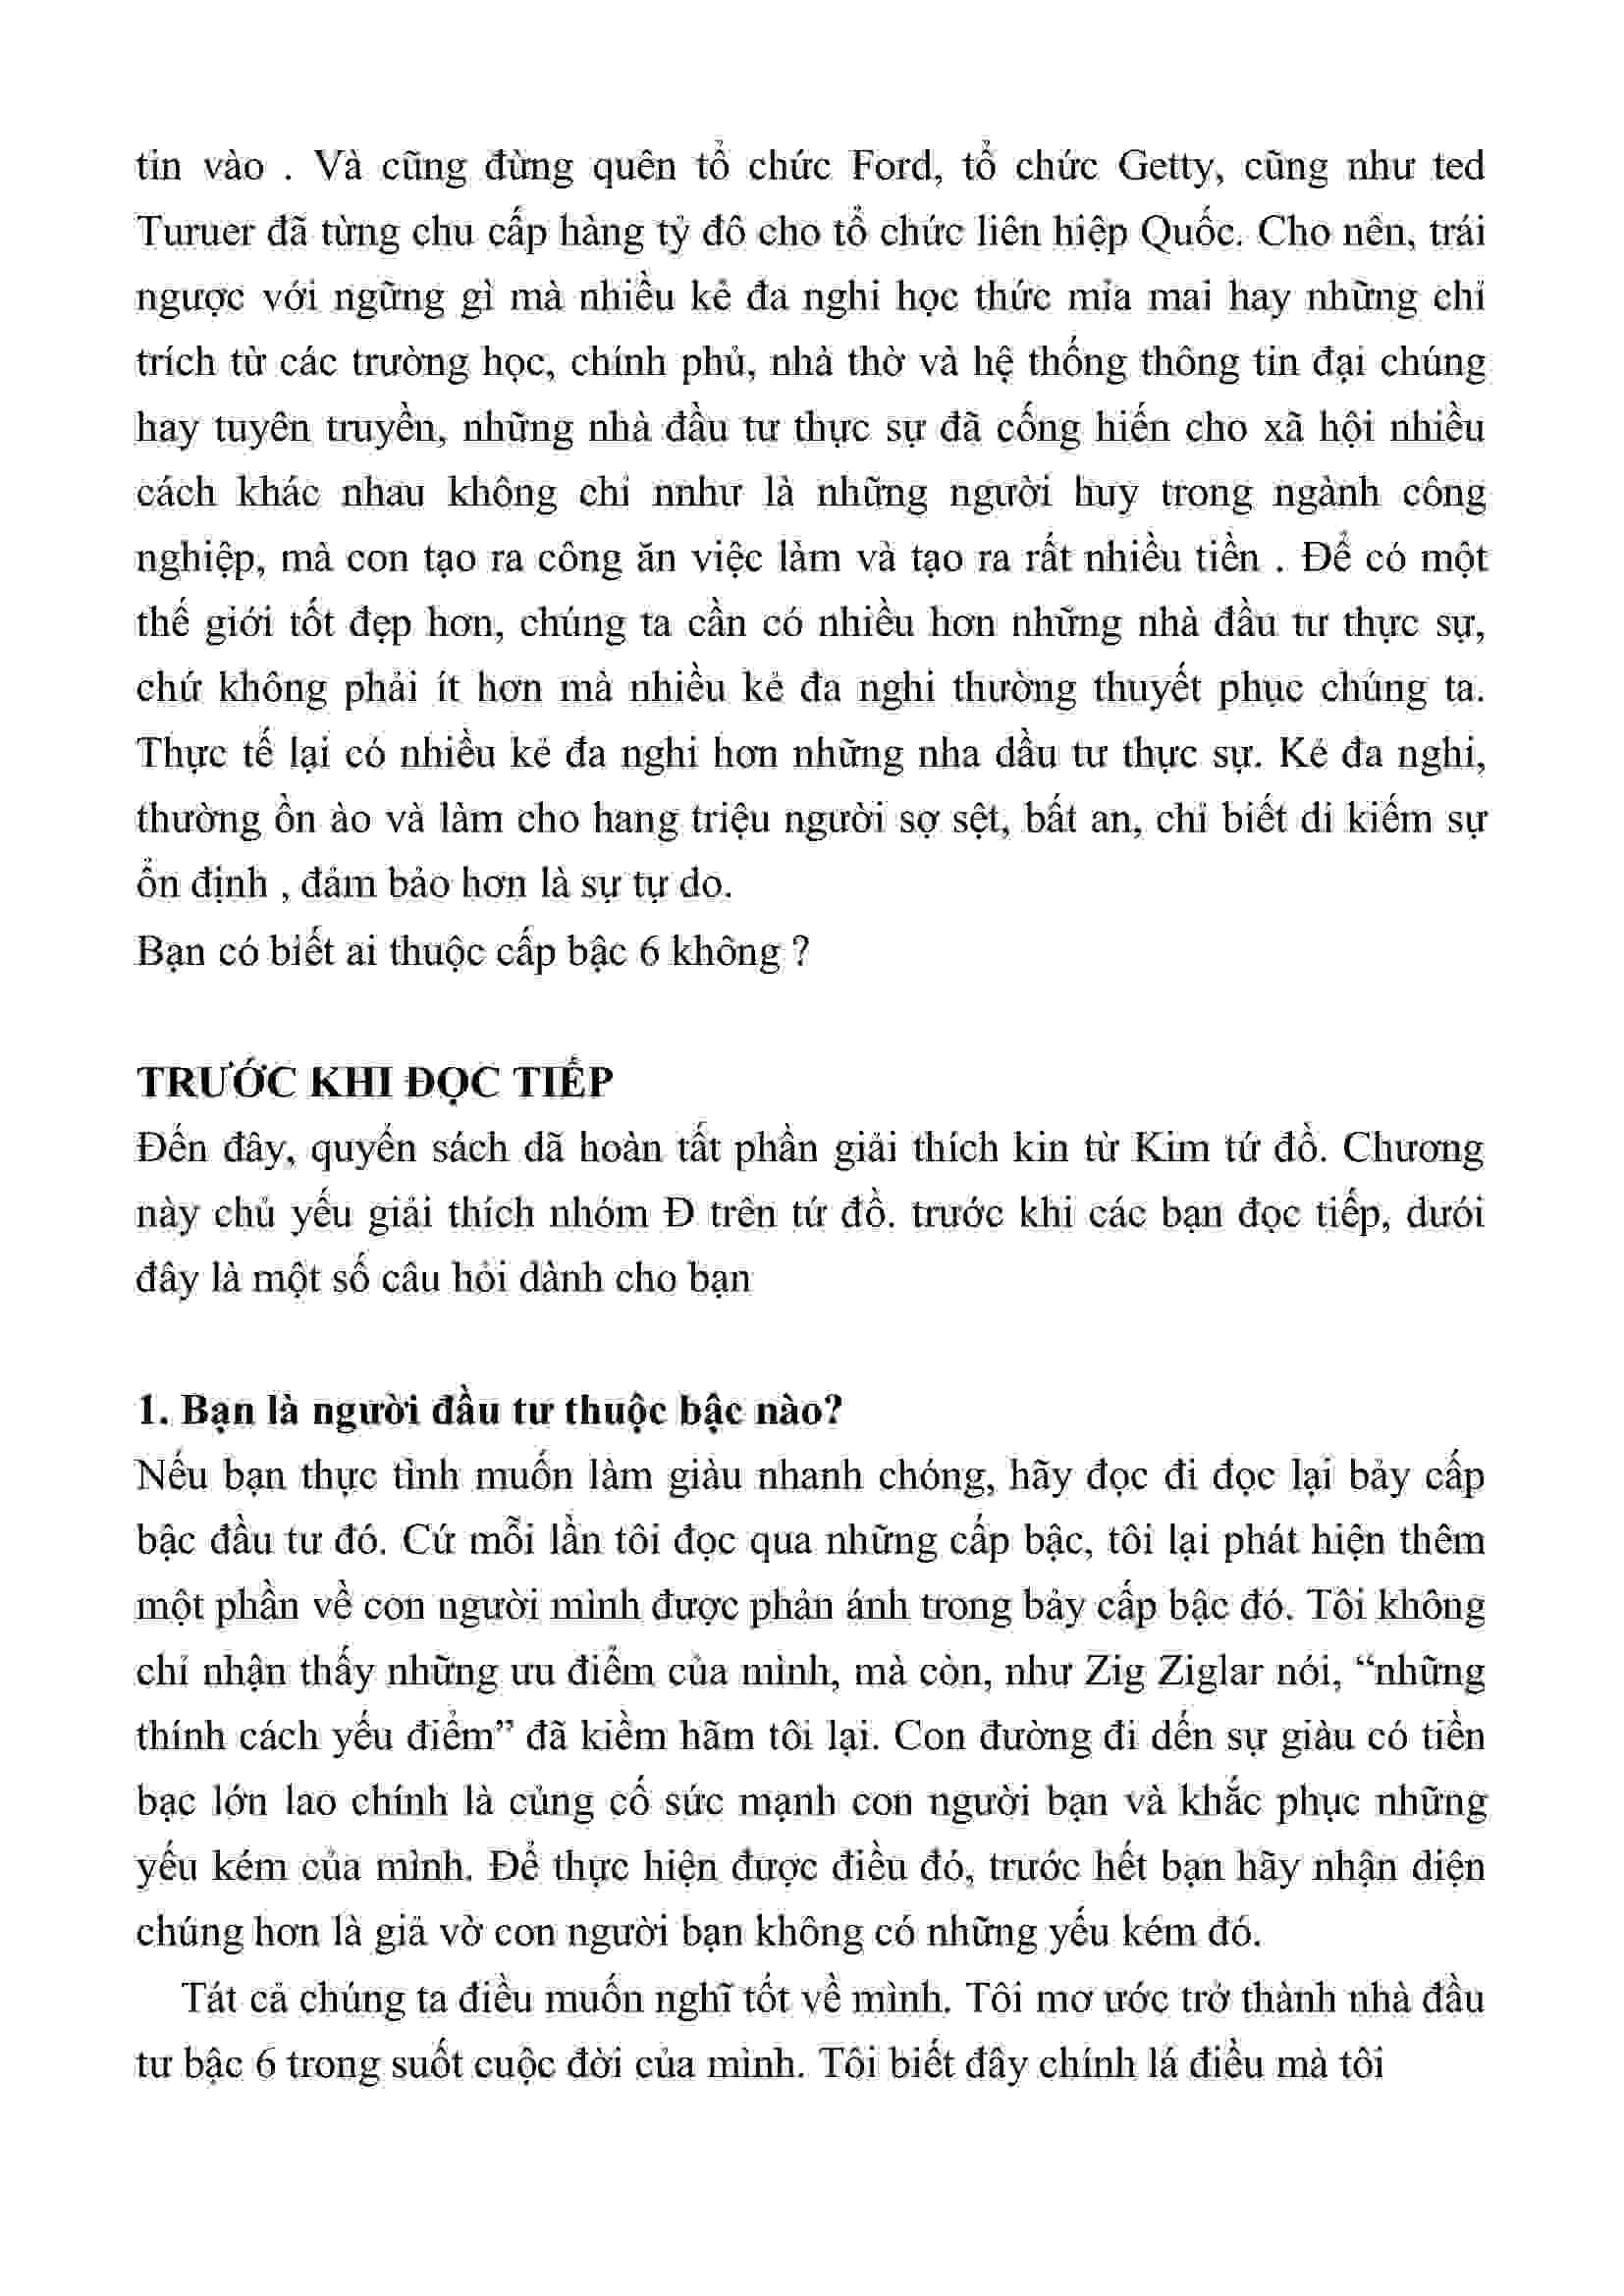 tin vào . Và cũng đừng quên tổ chức Ford, tổ chức Getty, cũng như ted
Turuer đã từng chu cấp hàng tỷ đô cho tổ chức liên hiệp Quốc. Cho nên, trái
ngược với ngững gì mà nhiều kẻ đa nghi học thức mỉa mai hay những chỉ
trích từ các trường học, chính phủ, nhà thờ và hệ thống thông tin đại chúng
hay tuyên truyền, những nhà đầu tư thực sự đã cống hiến cho xã hội nhiều
cách khác nhau không chỉ nnhư là những người huy trong ngành công
nghiệp, mà con tạo ra công ăn việc làm và tạo ra rất nhiều tiền . Để có một
thế giới tốt đẹp hơn, chúng ta cần có nhiều hơn những nhà đầu tư thực sự,
chứ không phải ít hơn mà nhiều kẻ đa nghi thường thuyết phục chúng ta.
Thực tế lại có nhiều kẻ đa nghi hơn những nha dầu tư thực sự. Kẻ đa nghi,
thường ồn ào và làm cho hang triệu người sợ sệt, bất an, chỉ biết di kiếm sự
ổn định , đảm bảo hơn là sự tự do.
Bạn có biết ai thuộc cấp bậc 6 không ?
TRƯỚC KHI ĐỌC TIẾP
Đến đây, quyển sách dã hoàn tất phần giải thích kin từ Kim tứ đồ. Chương
này chủ yếu giải thích nhóm Đ trên tứ đồ. trước khi các bạn đọc tiếp, dưới
đây là một số câu hỏi dành cho bạn
1. Bạn là người đầu tư thuộc bậc nào?
Nếu bạn thực tình muốn làm giàu nhanh chóng, hãy đọc đi đọc lại bảy cấp
bậc đầu tư đó. Cứ mỗi lần tôi đọc qua những cấp bậc, tôi lại phát hiện thêm
một phần về con người mình được phản ánh trong bảy cấp bậc đó. Tôi không
chỉ nhận thấy những ưu điểm của mình, mà còn, như Zig Ziglar nói, “những
thính cách yếu điểm” đã kiềm hãm tôi lại. Con đường đi dến sự giàu có tiền
bạc lớn lao chính là củng cố sức mạnh con người bạn và khắc phục những
yếu kém của mình. Để thực hiện được điều đó, trước hết bạn hãy nhận diện
chúng hơn là giả vờ con người bạn không có những yếu kém đó.
Tát cả chúng ta điều muốn nghĩ tốt về mình. Tôi mơ ước trở thành nhà đầu
tư bậc 6 trong suốt cuộc đời của mình. Tôi biết đây chính lá điều mà tôi